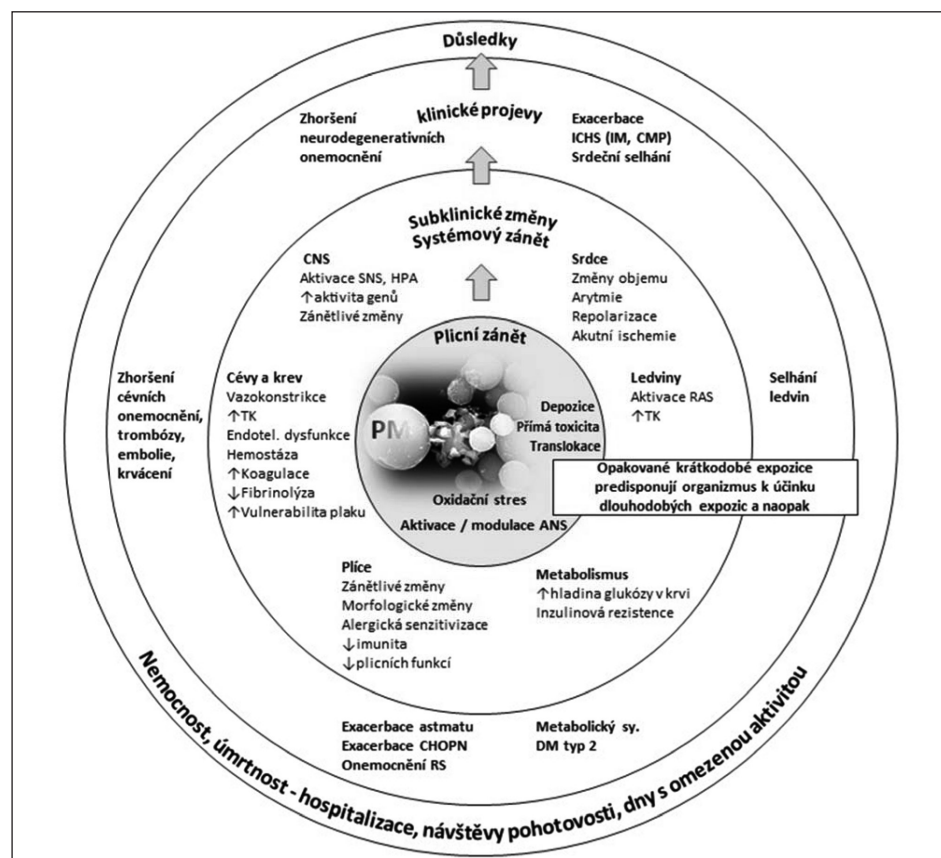 Důsledky
klinické projevy
Zhoršení
neurodegenerativních
onemocnění
Exacerbace
ICHS (IM, CMP)
Srdeční selhání
Subklinické změny
Systémový zánět
CNS
Aktivace SNS, HPA
↑aktivita genů
Zánětlivé změny
Srdce
Změny objemu
Arytmie
Repolarizace
Akutní ischemie
Plicní zánět
Zhoršení
cévních
onemocnění,
trombózy,
embolie,
krvácení
Cévy a krev
Vazokonstrikce
↑TK
Endotel. dysfunkce
Hemostáza
↑Koagulace
↓Fibrinolýza
↑Vulnerabilita plaku
PM
Depozice
Přímá toxicita
Translokace
Ledviny
Aktivace RAS
↑TK
Selhání
ledvin
Opakované krátkodobé expozice
predisponují organizmus k účinku
dlouhodobých expozic a naopak
Oxidační stres
Aktivace / modulace ANS
Plíce
Zánětlivé změny
Morfologické změny
Alergická senzitivizace
↓imunita
↓plicních funkcí
Metabolismus
↑hladina glukózy v krvi
Inzulinová rezistence
Exacerbace astmatu
Exacerbace CHOPN
Onemocnění RS
Metabolický sy.
DM typ 2
Nemocnost, úmrtnost - hospitalizace, návštěvy pohotovosti, dny s omezenou aktivitou